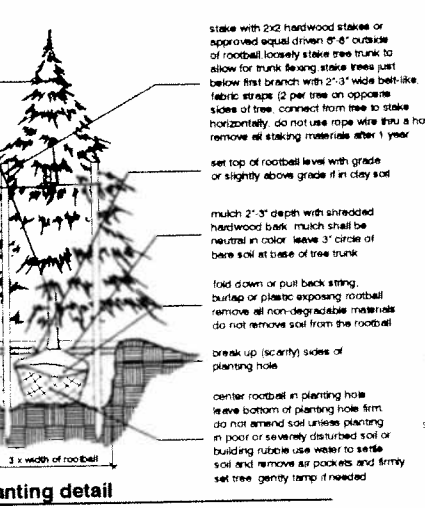 stake with 2x2 hardwood stakes or
approved equal driven 6"-8" outside
of rootball.loosely stake tree trunk to
allow for trunk flexing.stake trees just
below first branch with 2"-3" wide belt-like,
fabric straps (2 per tree on opposite
sides of tree, connect from tree to stake
horizontally. do not use rope wire thru a ho
remove all staking materials after 1 year
set top of rootball level with grade
or slightly above grade if in clay soil
mulch 2"-3" depth with shredded
hardwood bark mulch shall be
neutral in color leave 3" circle of
bare soil at base of tree trunk
fold down or pull back string,
burlap or plastic exposing rootball
remove all non-degradable materials
do not remove soil from the rootball
break up (scarify) sides of
planting hole
center rootball in planting hole
leave bottom of planting hole firm
do not amend soil unless planting
in poor or severely disturbed soil or
building rubble use water to settle
soil and remove air pockets and firmly
set tree gently tamp if needed
3 x width of rootball
anting detail